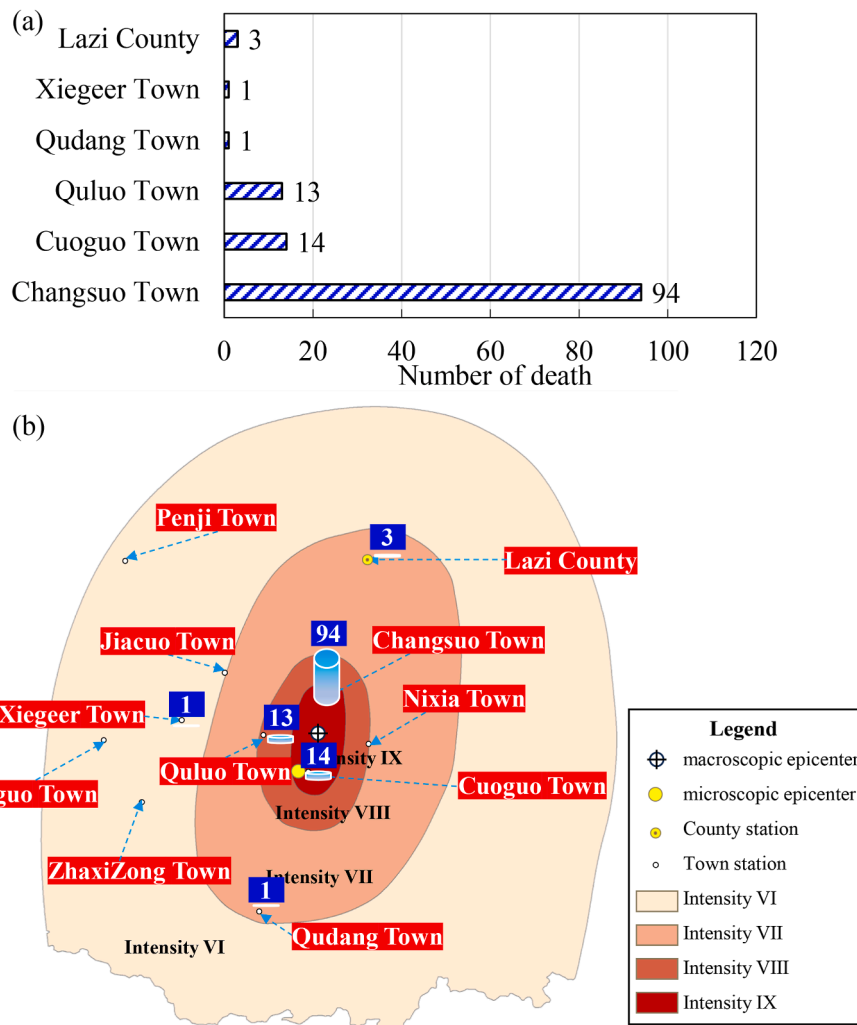 (a)
Lazi County
3
Xiegeer Town
1
Qudang Town
1
Quluo Town
13
Cuoguo Town
14
Changsuo Town
94
0 20 40 60 80 100 120
Number of death
(b)
Penji Town
3
Lazi County
Jiacuo Town
94
Changsuo Town
Xiegeer Town
1
13
Nixia Town
Quluo Town
14
nsity IX
guo Town
Cuoguo Town
Intensity VIII
ZhaxiZong Town
Intensity VII
1
Qudang Town
Intensity VI
Legend
macroscopic epicenter
microscopic epicenter
County station
Town station
Intensity VI
Intensity VII
Intensity VIII
Intensity IX